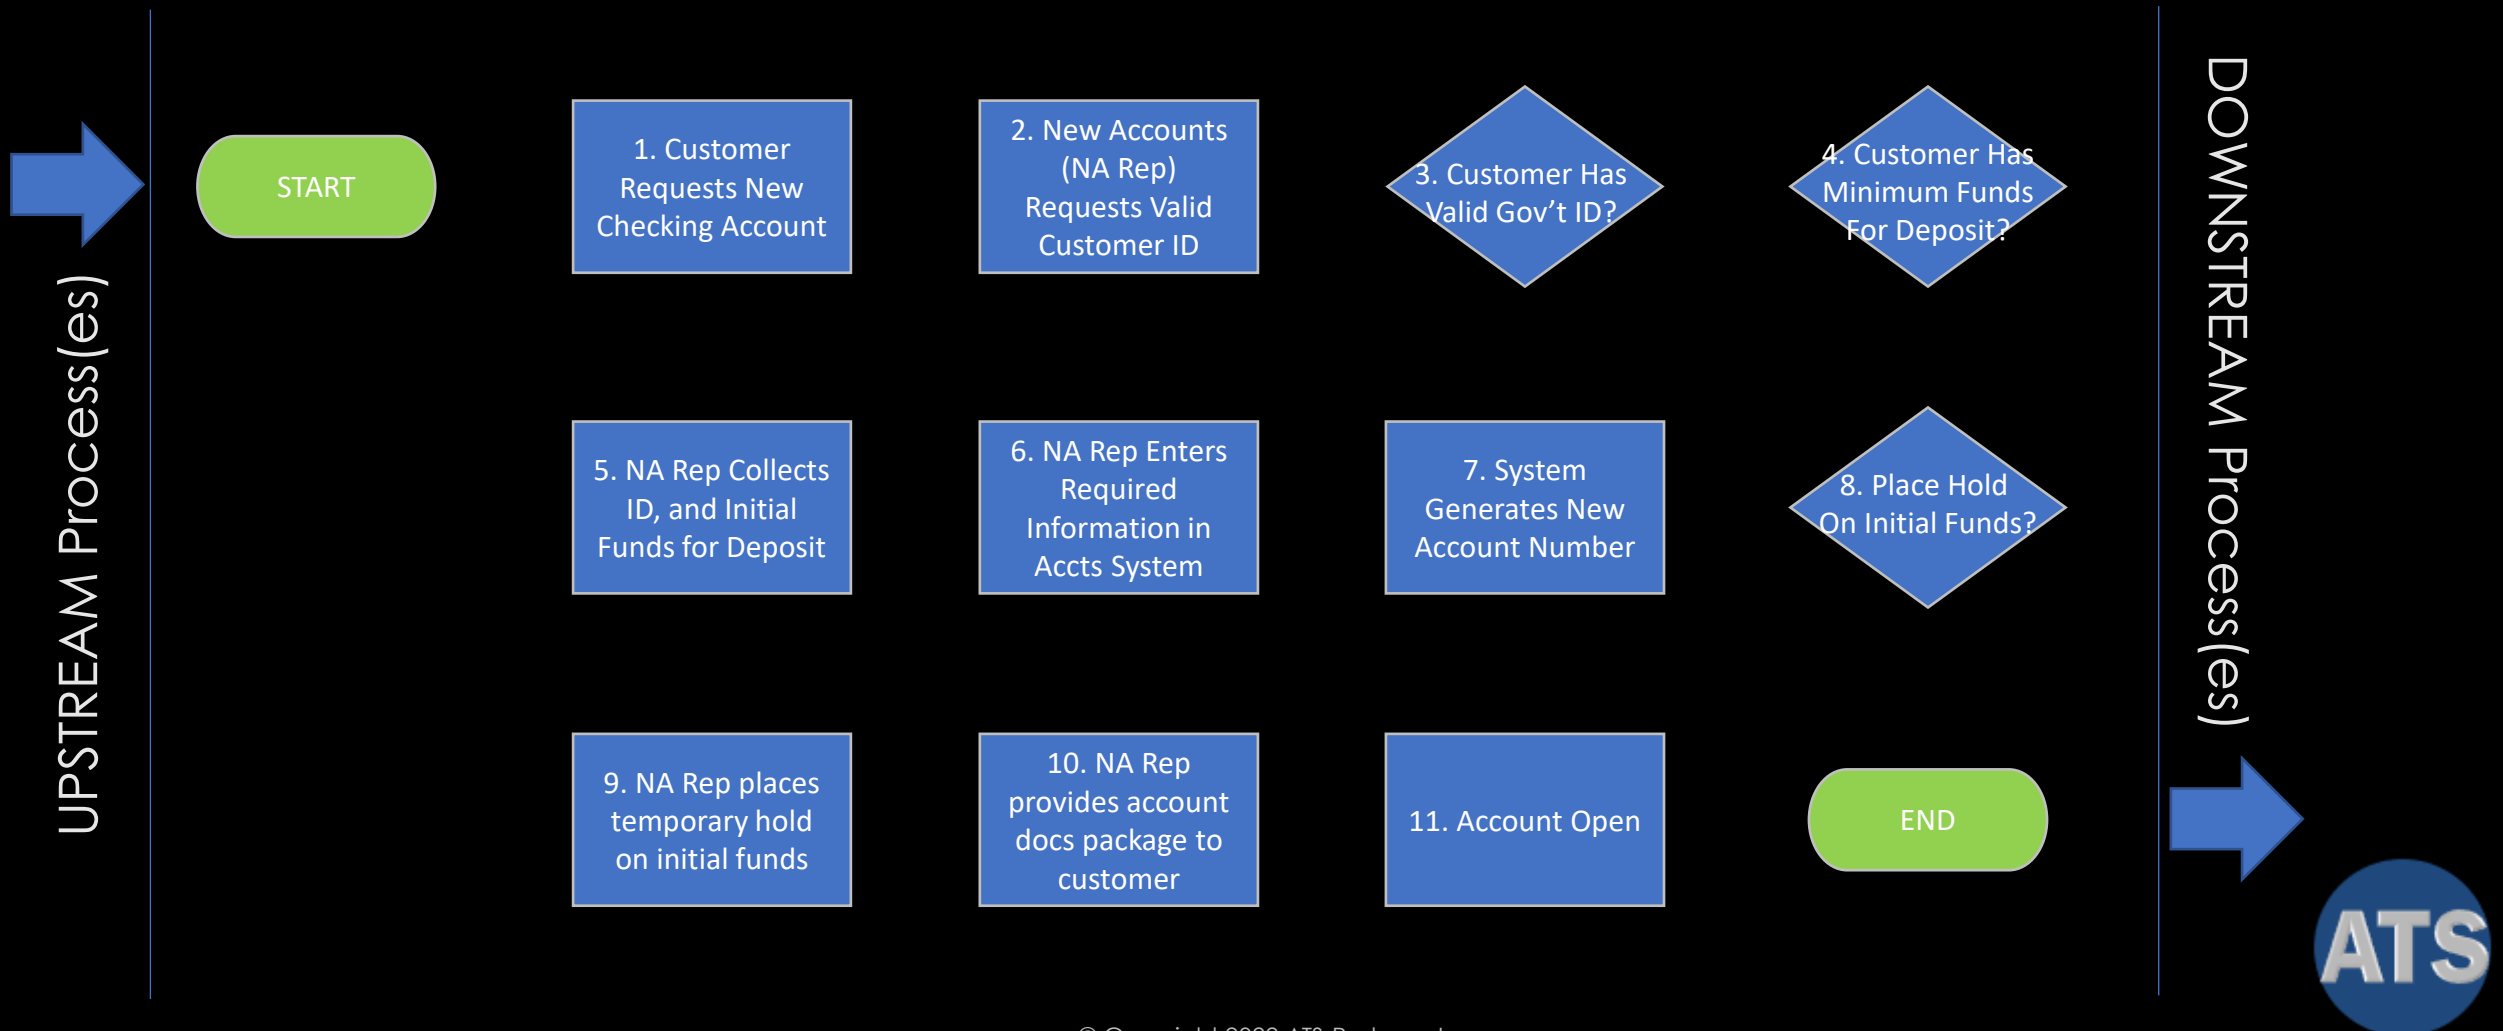 UPSTREAM Process(es)
START
1. Customer
Requests New
Checking Account
2. New Accounts
(NA Rep)
Requests Valid
Customer ID
3. Customer Has
Valid Gov’t ID?
4. Customer Has
Minimum Funds
For Deposit?
5. NA Rep Collects
ID, and Initial
Funds for Deposit
6. NA Rep Enters
Required
Information in
Accts System
7. System
Generates New
Account Number
8. Place Hold
On Initial Funds?
9. NA Rep places
temporary hold
on initial funds
10. NA Rep
provides account
docs package to
customer
11. Account Open
END
DOWNSTREAM Process(es)
ATS